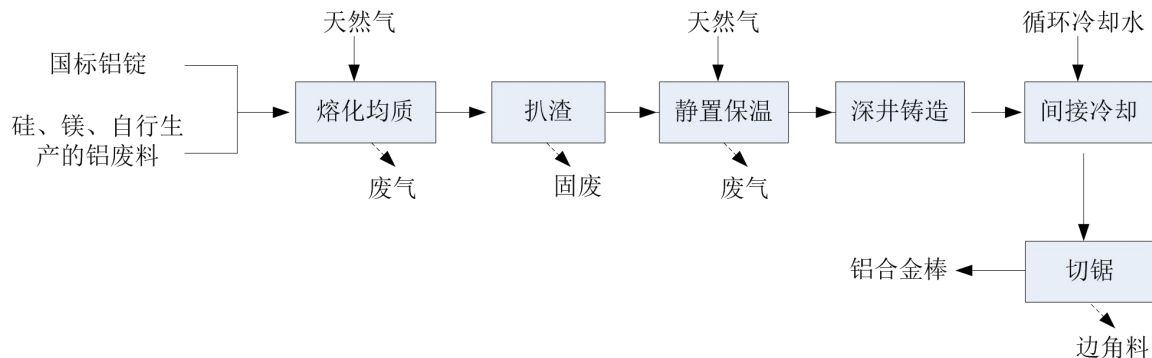 天然气
天然气
循环冷却水
国标铝锭
硅、镁、自行生
产的铝废料
熔化均质
扒渣
静置保温
深井铸造
间接冷却
废气
固废
废气
铝合金棒
切锯
边角料